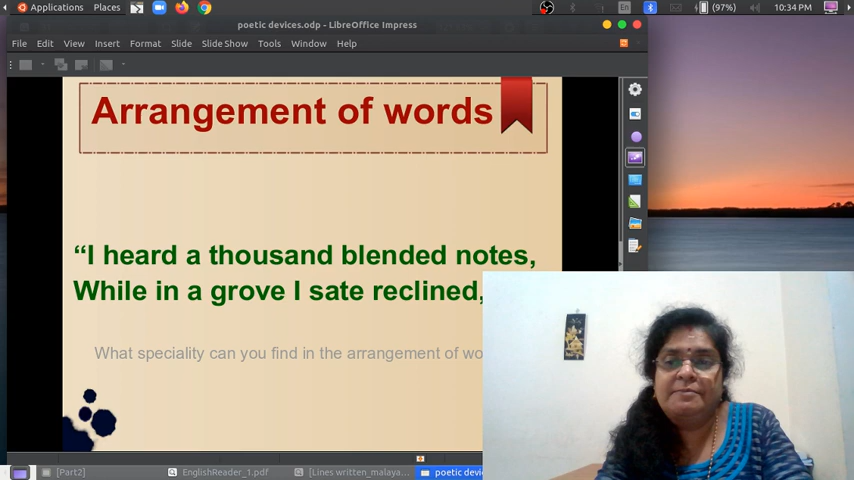 Applications Places En (97%) 10:34 PM
poetic devices.odp - LibreOffice Impress
File Edit View Insert Format Slide Slide Show Tools Window Help
Arrangement of words
“I heard a thousand blended notes,
While in a grove I sate reclined,
What speciality can you find in the arrangement of wo
[Part2] EnglishReader_1.pdf [Lines written_malaya... poetic devi